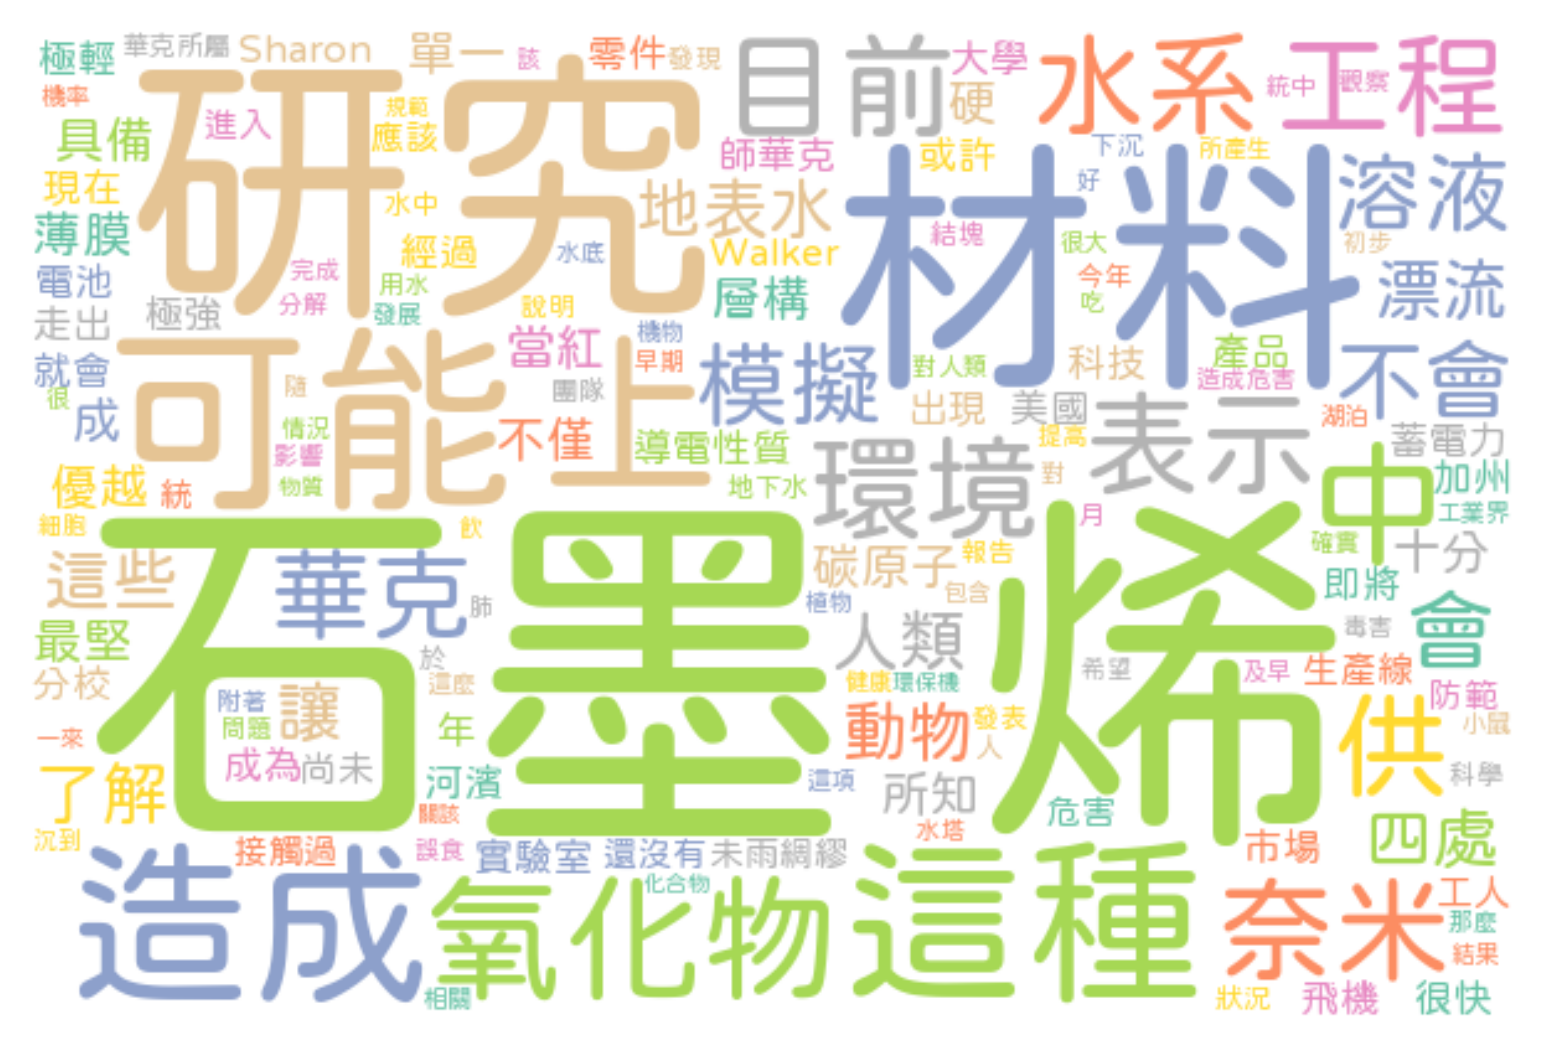 極輕 華克所屬 Sharon 單一 該 零件 發現 目前 大學 水系 工程
機率 研究 規範 硬 統中 觀察
具備 進入 應該 師華克 或許 下沉 所產生
現在 水中 地表水 材料 好 溶液
薄膜 經過 水底 Walker 結塊 很大 初步
電池 完成 用水 層構 今年 漂流
走出 極強 分解 發展 說明 機物 吃
就會 可能 當紅 上 早期 模擬 對人類 科技 產品 不會
很 隨 團隊 造成危害
成 情況 不僅 導電性質 出現 美國 表示 湖泊
影響 環境 提高 蓄電力
優越 統 物質 地下水 對 中 加州
細胞 飲 月 工業界
石墨烯 碳原子 報告 確實 十分
這些 華克 肺 植物 包含 即將
最堅 於 人類 毒害 會
分校 這麼 健康 環保機 希望 及早 生產線
附著 讓 防範
問題 年 動物 發表 供 小鼠
一來 成為 尚未 人
了解 河濱 這項 所知 科學
關該 水塔 危害
沉到 接觸過 誤食 實驗室 還沒有 未雨綢繆 市場 四處
造成 氧化物 化合物 這種 奈米 工人
那麼
結果
相關 狀況 飛機 很快